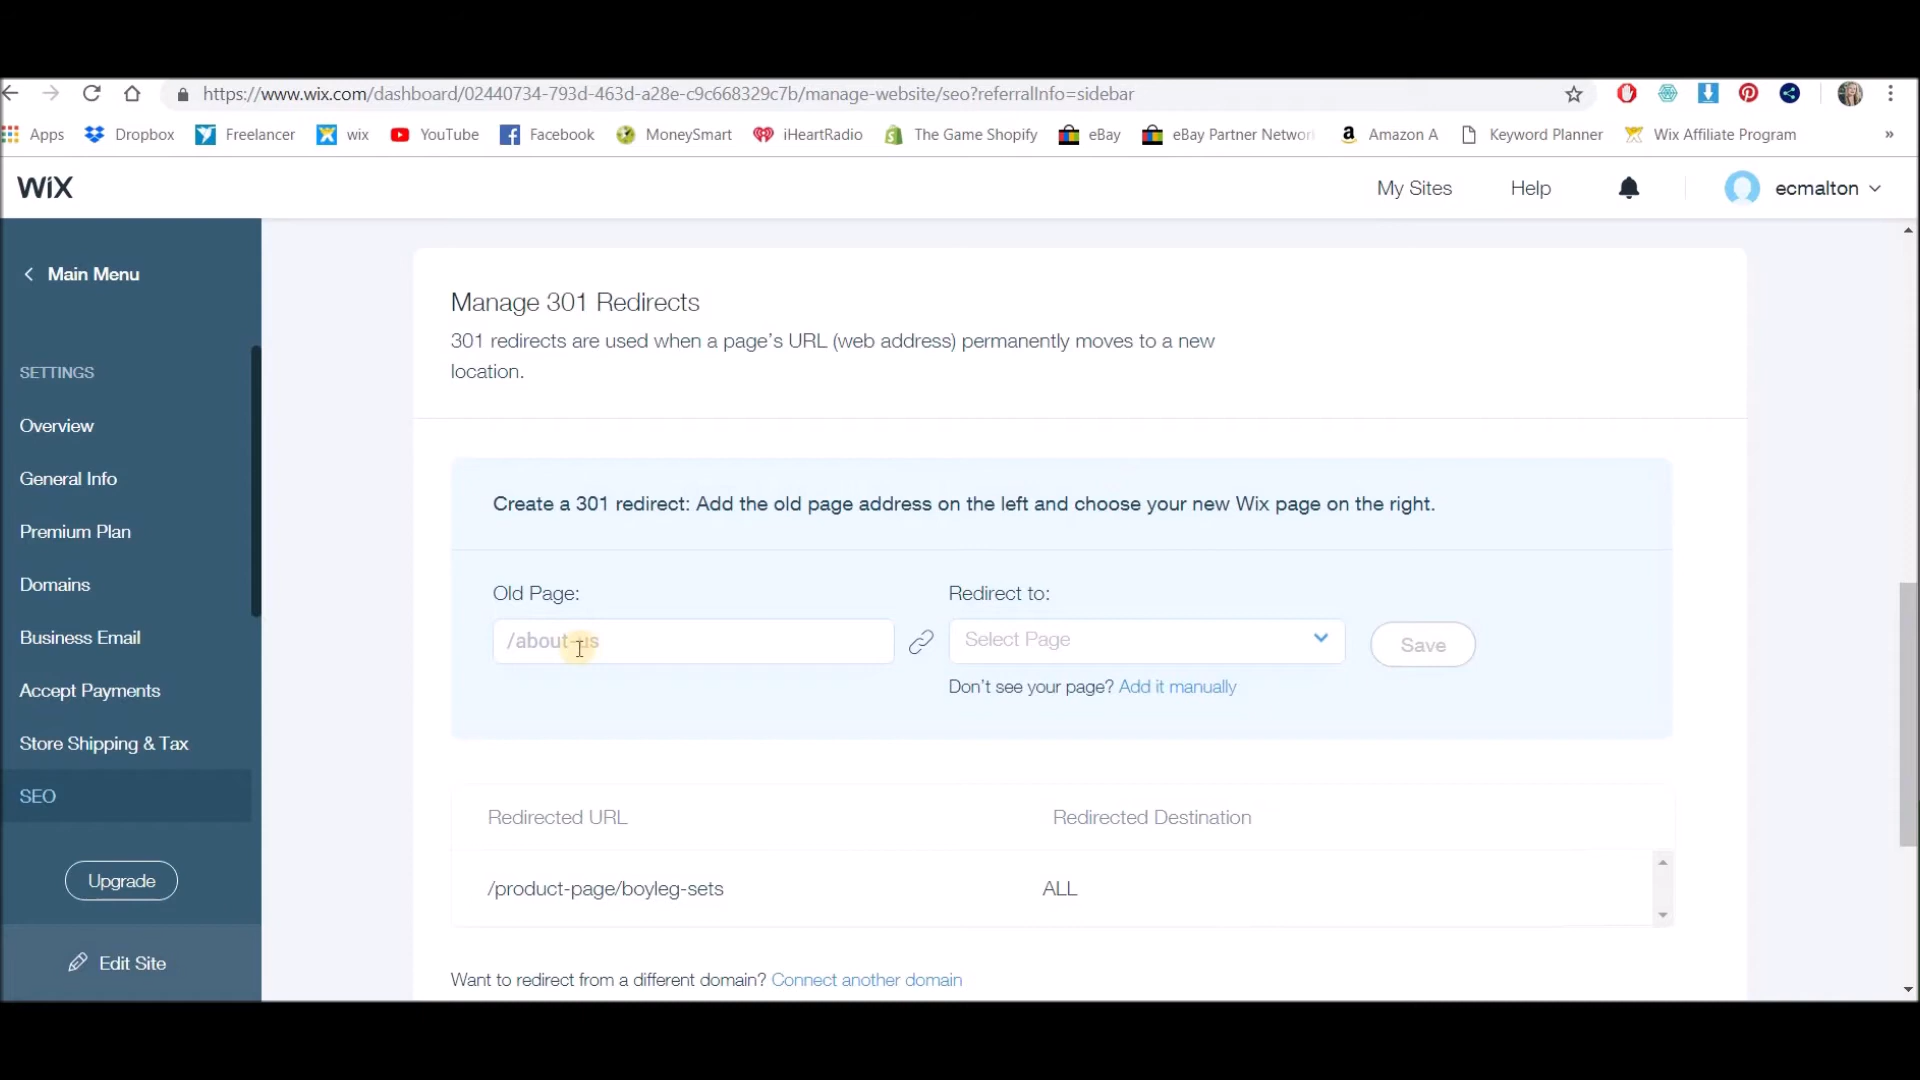 https://www.wix.com/dashboard/02440734-793d-463d-a28e-c9c668329c7b/manage-website/seo?referralInfo=sidebar
Apps Dropbox Freelancer wix YouTube Facebook MoneySmart iHeartRadio The Game Shopify eBay eBay Partner Networ Amazon A Keyword Planner Wix Affiliate Program »
WiX My Sites Help ecmalton
Main Menu
SETTINGS
Overview
General Info
Premium Plan
Domains
Business Email
Accept Payments
Store Shipping & Tax
SEO
Upgrade
Edit Site
Manage 301 Redirects
301 redirects are used when a page's URL (web address) permanently moves to a new
location.
Create a 301 redirect: Add the old page address on the left and choose your new Wix page on the right.
Old Page: Redirect to:
/about-us Select Page Save
Don't see your page? Add it manually
Redirected URL Redirected Destination
/product-page/boyleg-sets ALL
Want to redirect from a different domain? Connect another domain